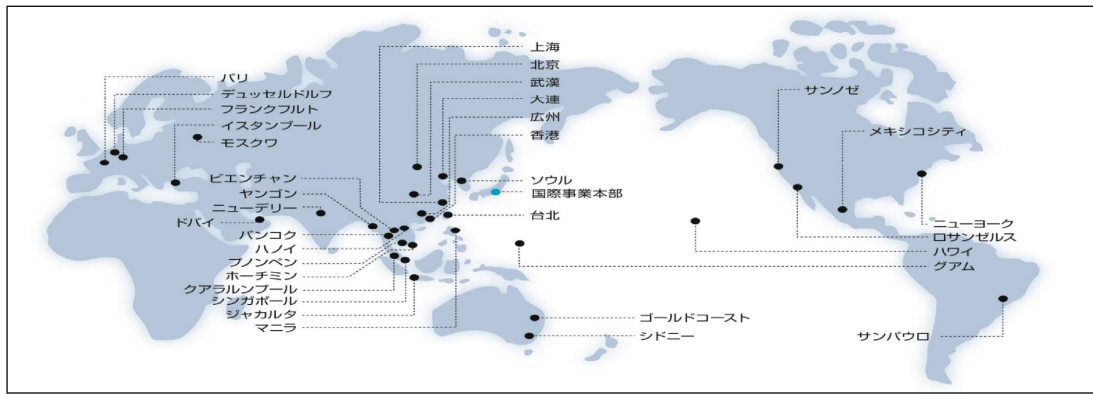 上海
北京
武漢
大連
広州
香港
パリ
デュッセルドルフ
フランクフルト
イスタンブール
モスクワ
ビエンチャン
ヤンゴン
ニューデリー
ドバイ
バンコク
ハノイ
プノンペン
ホーチミン
クアラルンプール
シンガポール
ジャカルタ
マニラ
ソウル
国際事業本部
台北
ゴールドコースト
シドニー
サンノゼ
メキシコシティ
ニューヨーク
ロサンゼルス
ハワイ
グアム
サンパウロ